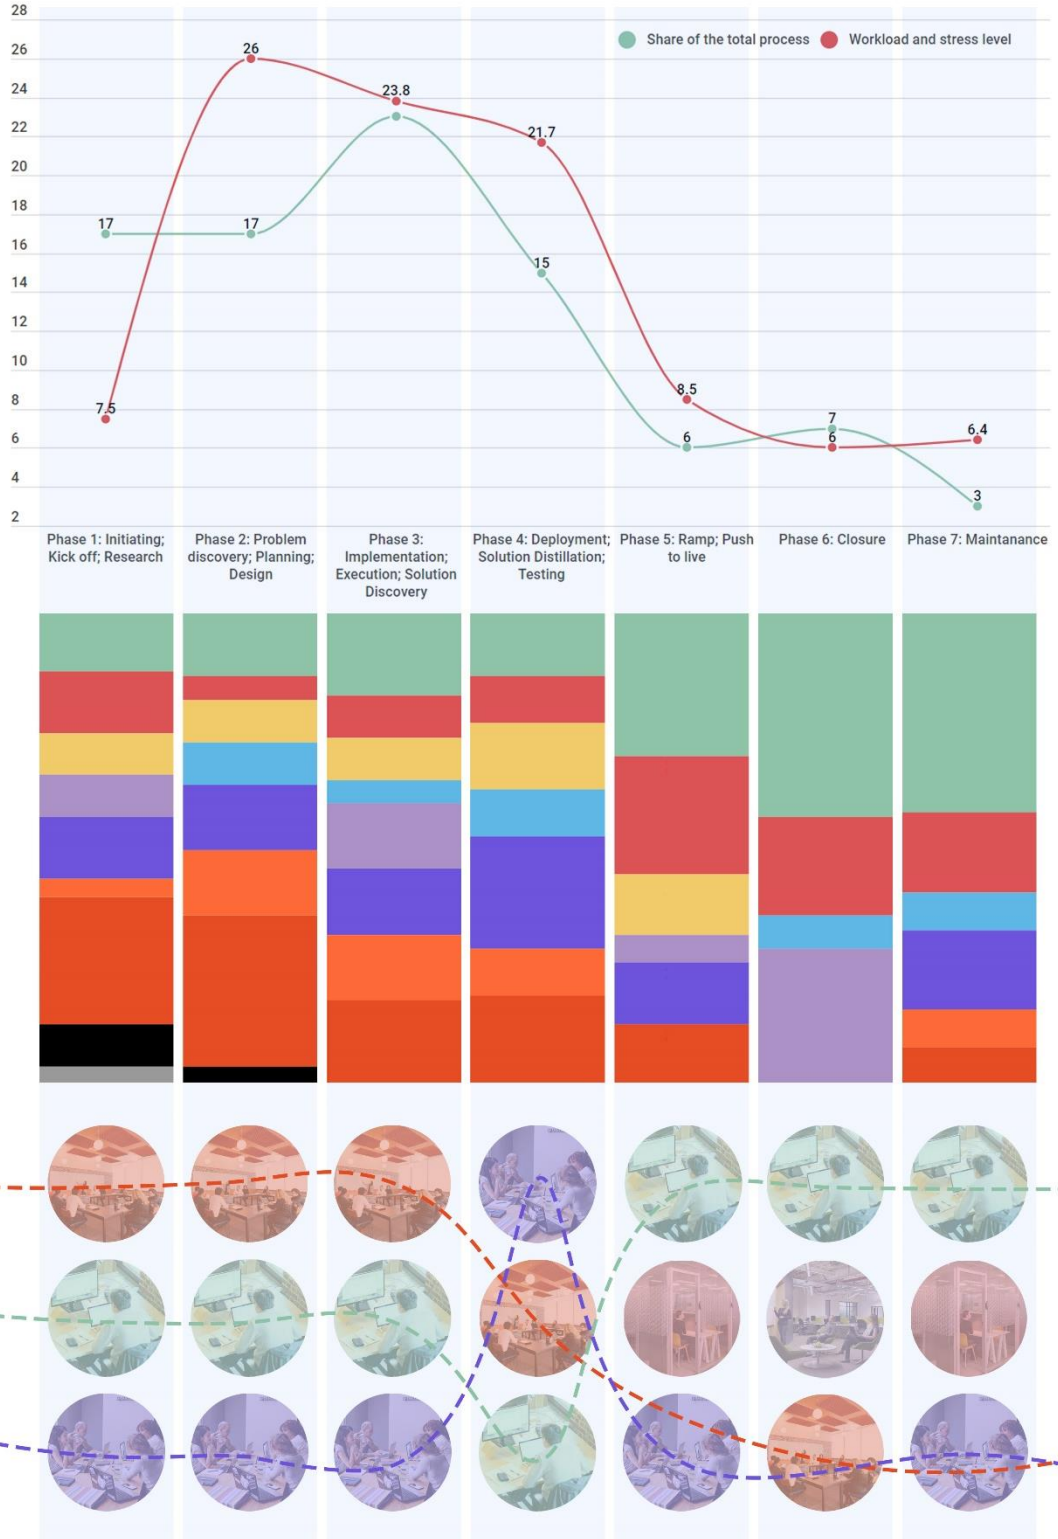 28
26
24
22
20
18
16
14
12
10
8
6
4
2
Share of the total process
Workload and stress level
26
23.8
21.7
17
17
15
7.5
8.5
6
7
6
6.4
3
Phase 1: Initiating;
Kick off; Research
Phase 2: Problem
discovery; Planning;
Design
Phase 3:
Implementation;
Execution; Solution
Discovery
Phase 4: Deployment;
Solution Distillation;
Testing
Phase 5: Ramp; Push
to live
Phase 6: Closure
Phase 7: Maintanance